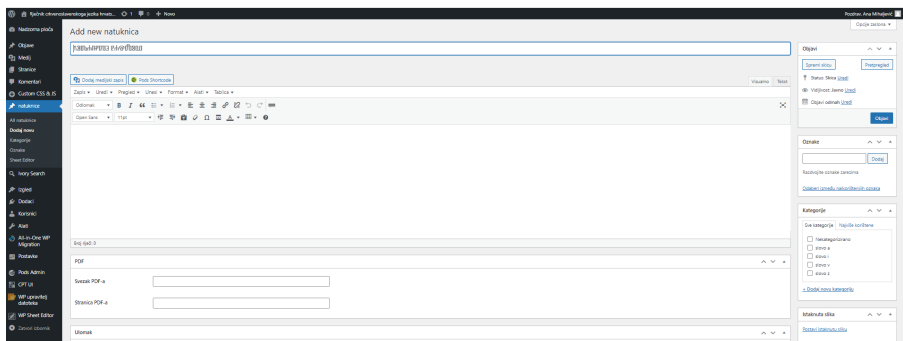 Rječnik crkvenoslavenskoga jezika hrvats...
1
0
+ Novo
Pozdrav, Ana Mihaljević
Nadzorna ploča
Objave
Mediji
Stranice
Komentari
Custom CSS & JS
natuknice
All natuknice
Dodaj novu
Kategorije
Oznake
Sheet Editor
Ivory Search
Izgled
Dodaci
Korisnici
Alati
All-in-One WP
Migration
Postavke
Pods Admin
CPT UI
WP upravitelj
datoteka
WP Sheet Editor
Zatvori izbornik
Opcije zaslona
Add new natuknica
Dodaj medijski zapis
Pods Shortcode
Vizualno Tekst
Zapis Uredi Pregled Unesi Format Alati Tablica
Odlomak
Open Sans 11pt
Broj riječi: 0
PDF
Svezak PDF-a
Stranica PDF-a
Ulomak
Objavi
Spremi skicu Pretpregled
Status: Skica Uredi
Vidljivost: Javno Uredi
Objavi odmah Uredi
Objavi
Oznake
Dodaj
Razdvojite oznake zarezima
Odaberi između najkorištenijih oznaka
Kategorije
Sve kategorije Najviše korištene
Nekategorizirano
slovo a
slovo i
slovo v
slovo z
+ Dodaj novu kategoriju
Istaknuta slika
Postavi istaknutu sliku